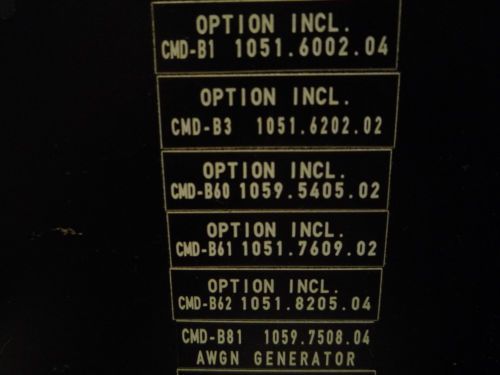 OPTION INCL.
CMD-B1 1051.6002.04
OPTION INCL.
CMD-B3 1051.6202.02
OPTION INCL.
CMD-B60 1059.5405.02
OPTION INCL.
CMD-B61 1051.7609.02
OPTION INCL.
CMD-B62 1051.8205.04
CMD-B81 1059.7508.04
AWGN GENERATOR